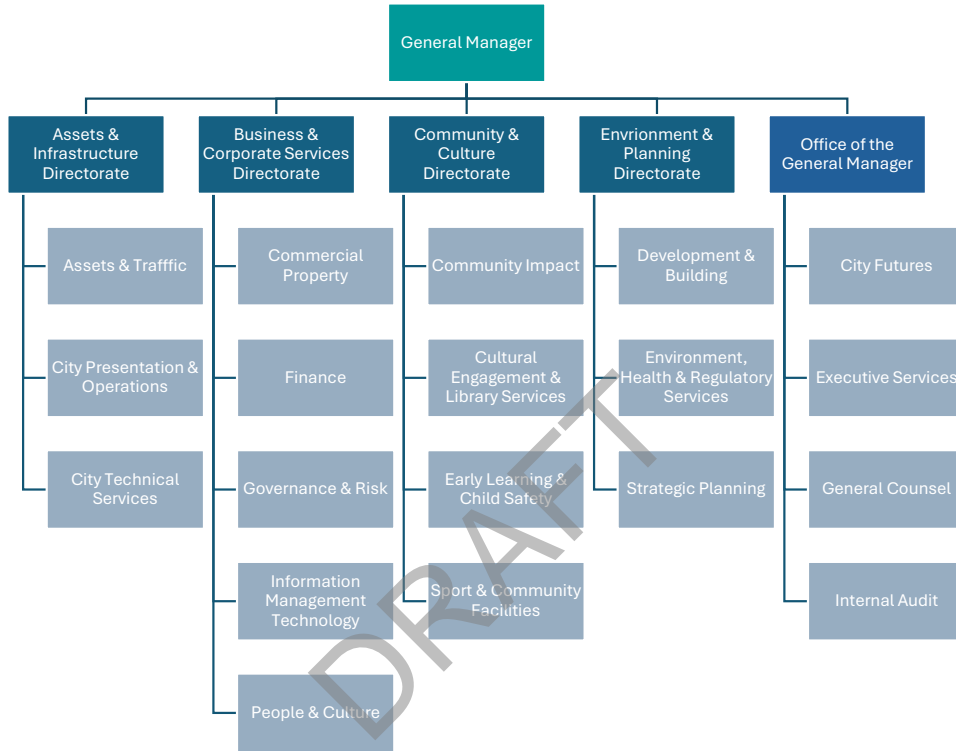 General Manager
Assets &
Infrastructure
Directorate
Business &
Corporate Services
Directorate
Community &
Culture
Directorate
Envrionment &
Planning
Directorate
Office of the
General Manager
Assets & Trafffic
City Presentation &
Operations
City Technical
Services
Commercial
Property
Finance
Governance & Risk
Information
Management
Technology
People & Culture
Community Impact
Cultural
Engagement &
Library Services
Early Learning &
Child Safety
Sport & Community
Facilities
Development &
Building
Environment,
Health & Regulatory
Services
Strategic Planning
City Futures
Executive Services
General Counsel
Internal Audit
DRAFT